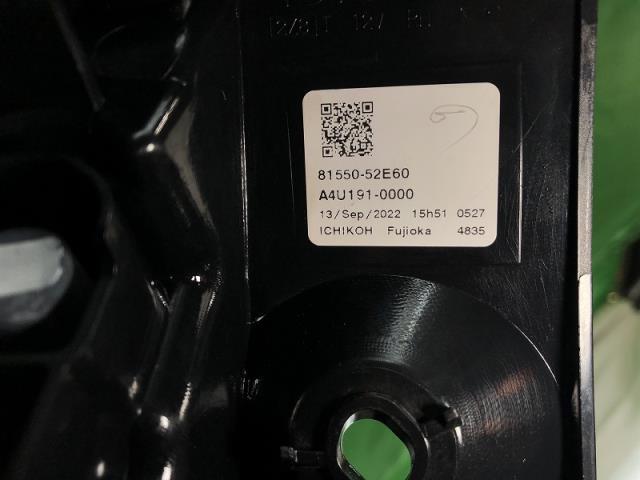 81550-52E60
A4U191-0000
13/Sep/2022 15h51 0527
ICHIKOH Fujioka 4835